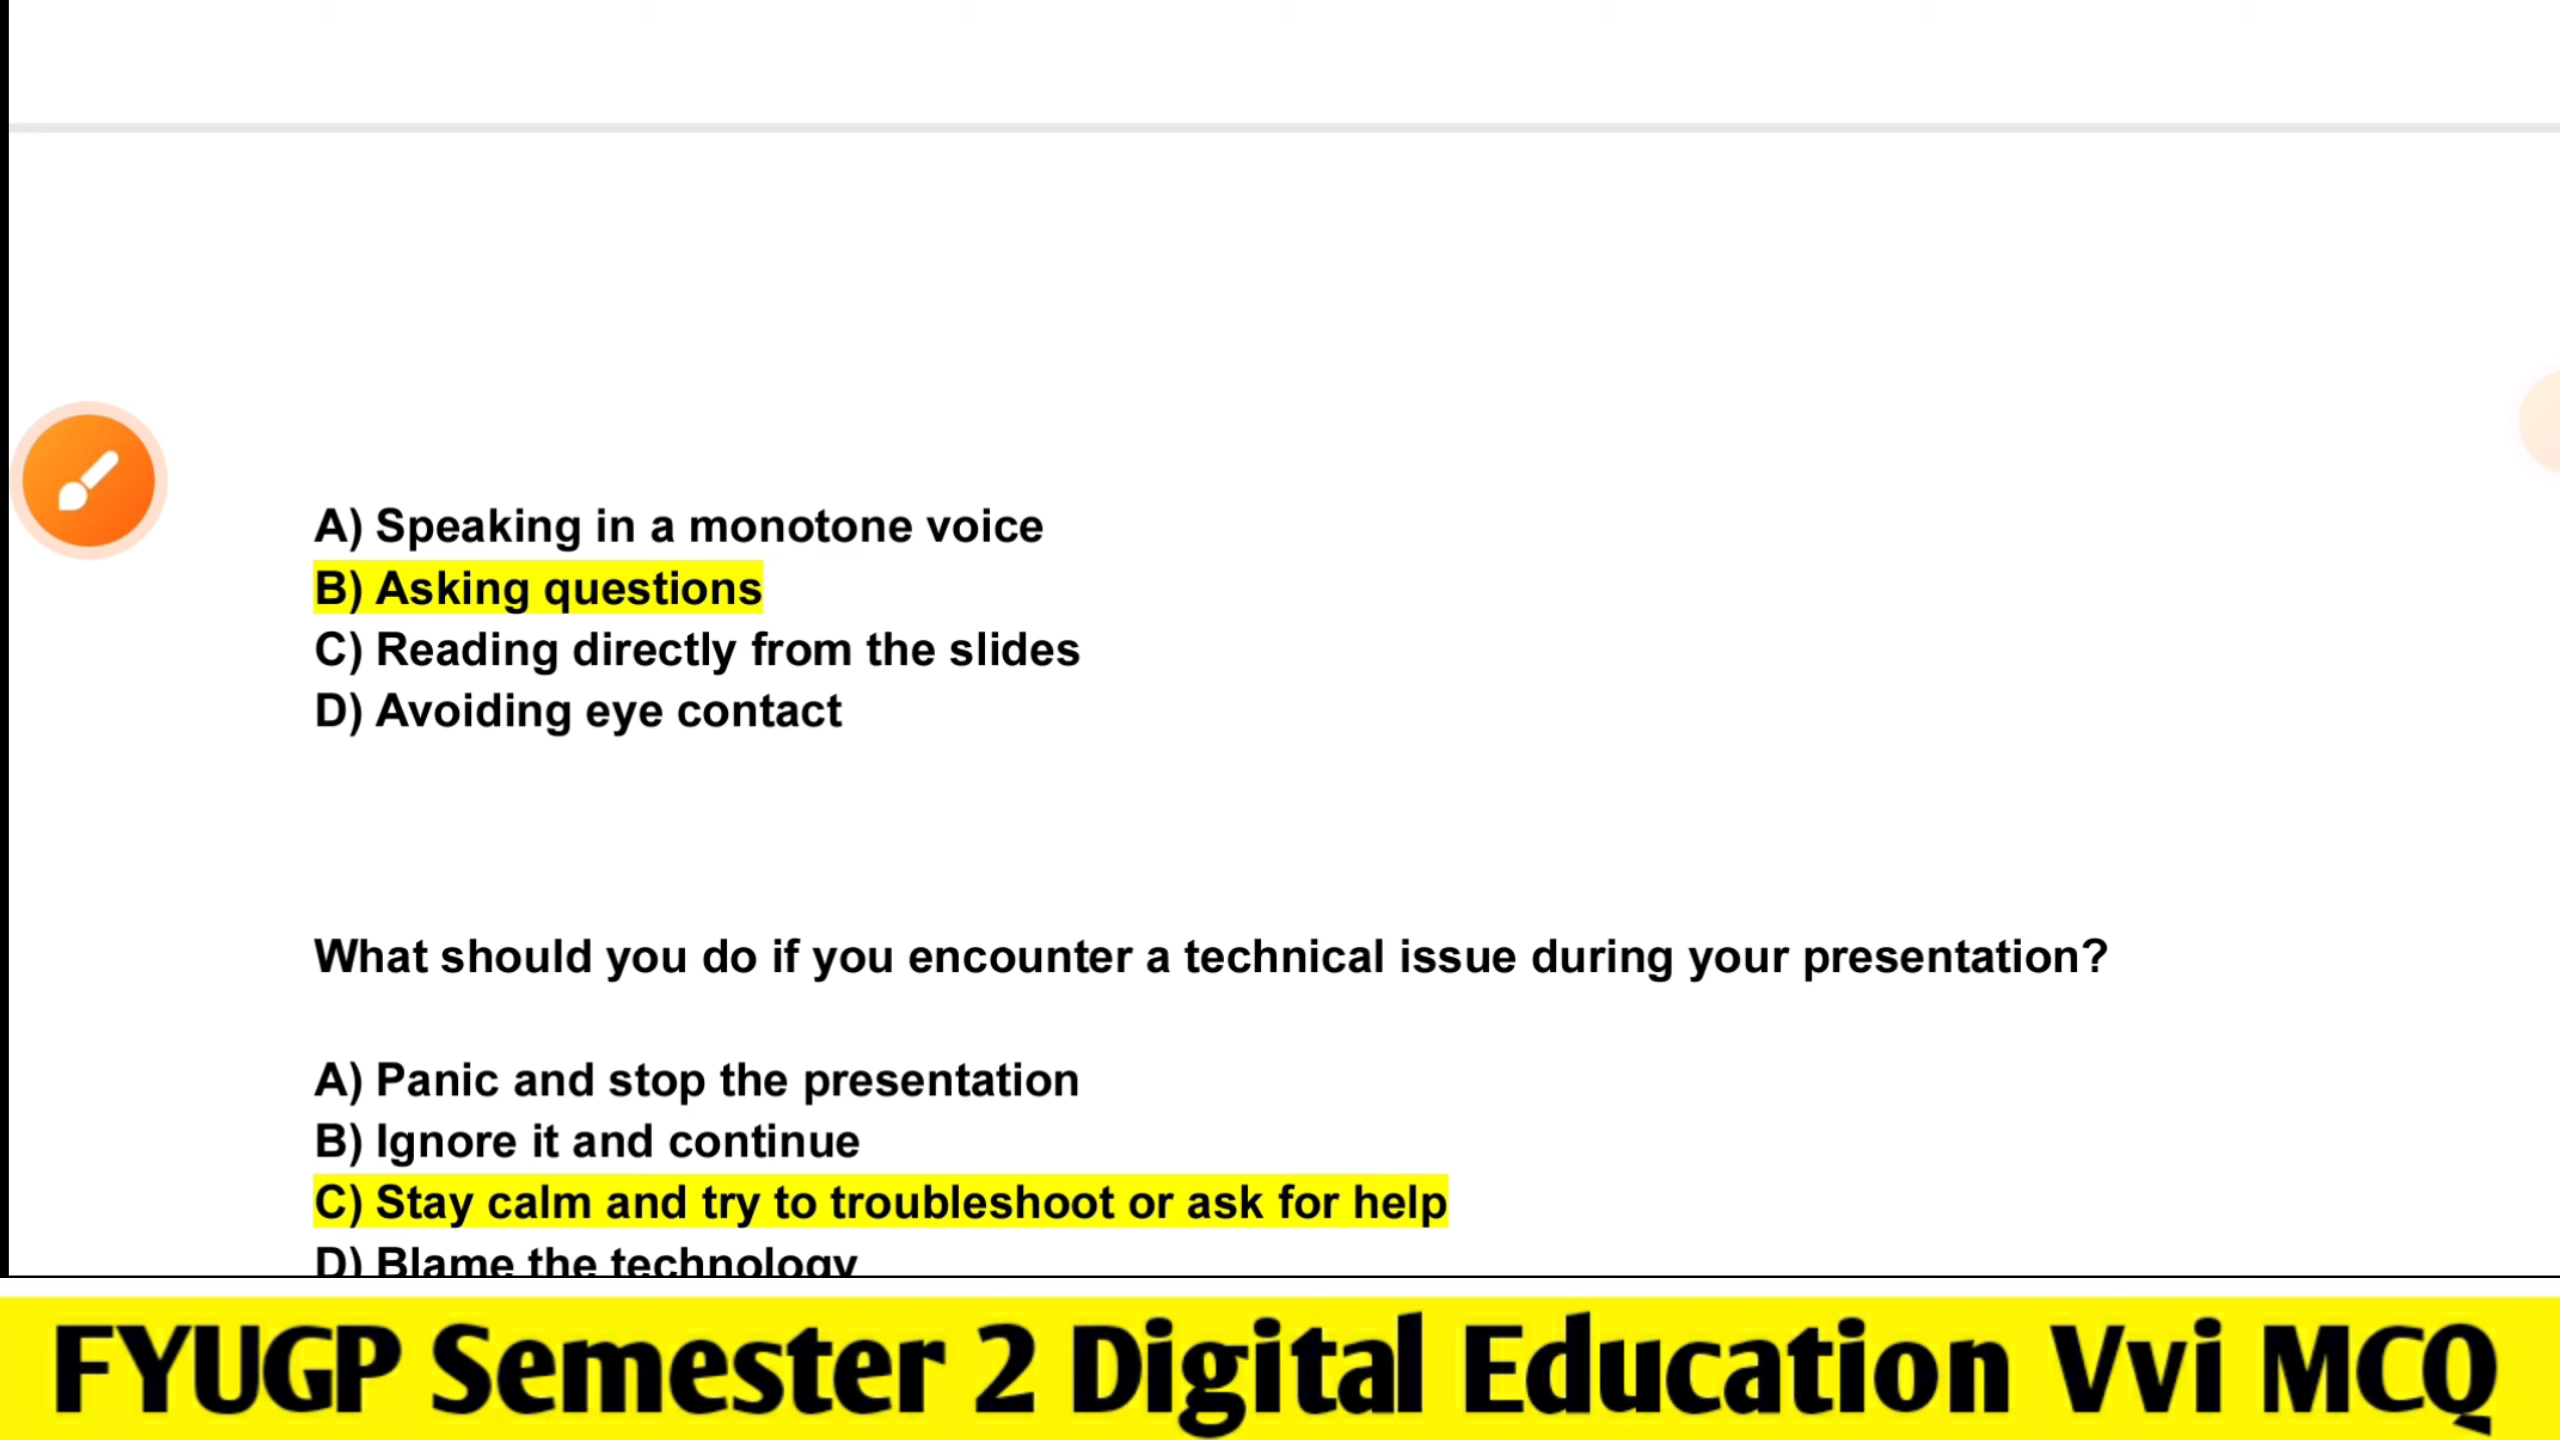 A) Speaking in a monotone voice
B) Asking questions
C) Reading directly from the slides
D) Avoiding eye contact
What should you do if you encounter a technical issue during your presentation?
A) Panic and stop the presentation
B) Ignore it and continue
C) Stay calm and try to troubleshoot or ask for help
D) Blame the technology
FYUGP Semester 2 Digital Education Vvi MCQ